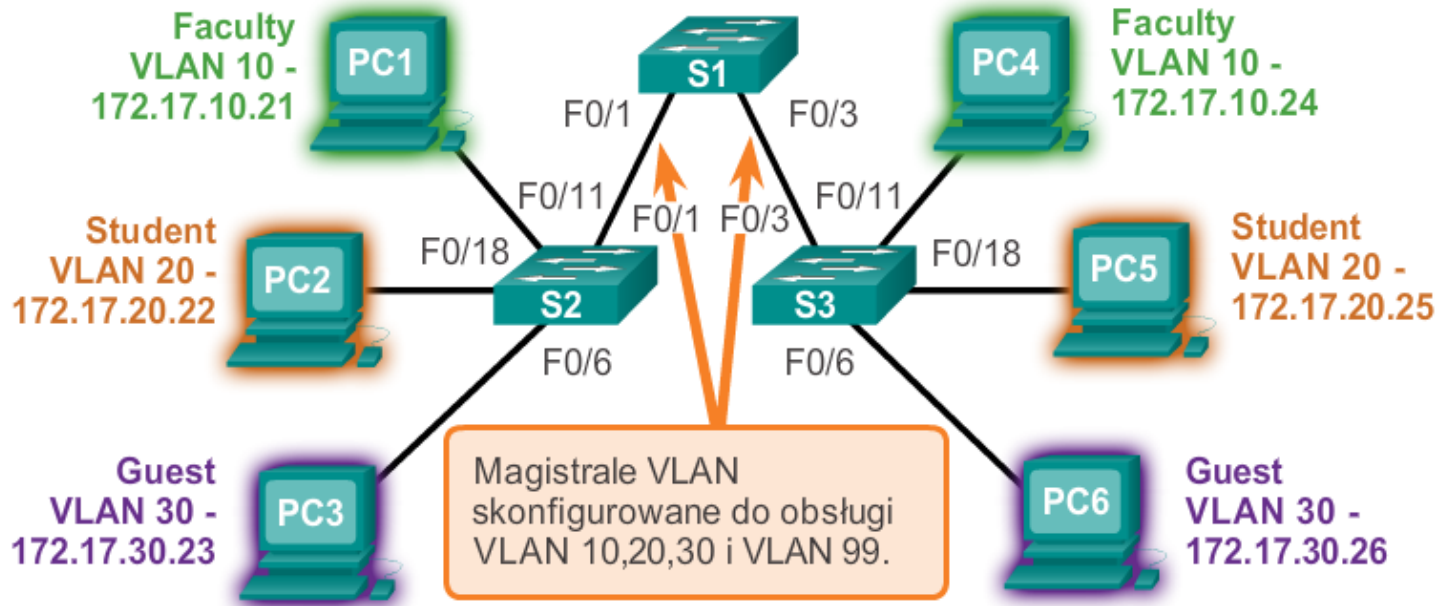 Faculty
VLAN 10 -
172.17.10.21
PC1
S1
PC4
Faculty
VLAN 10 -
172.17.10.24
F0/1
F0/3
F0/11
F0/1
F0/3
F0/11
Student
VLAN 20 -
172.17.20.22
PC2
F0/18
S2
S3
F0/18
PC5
Student
VLAN 20 -
172.17.20.25
F0/6
F0/6
Guest
VLAN 30 -
172.17.30.23
PC3
Magistrale VLAN
skonfigurowane do obsługi
VLAN 10,20,30 i VLAN 99.
PC6
Guest
VLAN 30 -
172.17.30.26